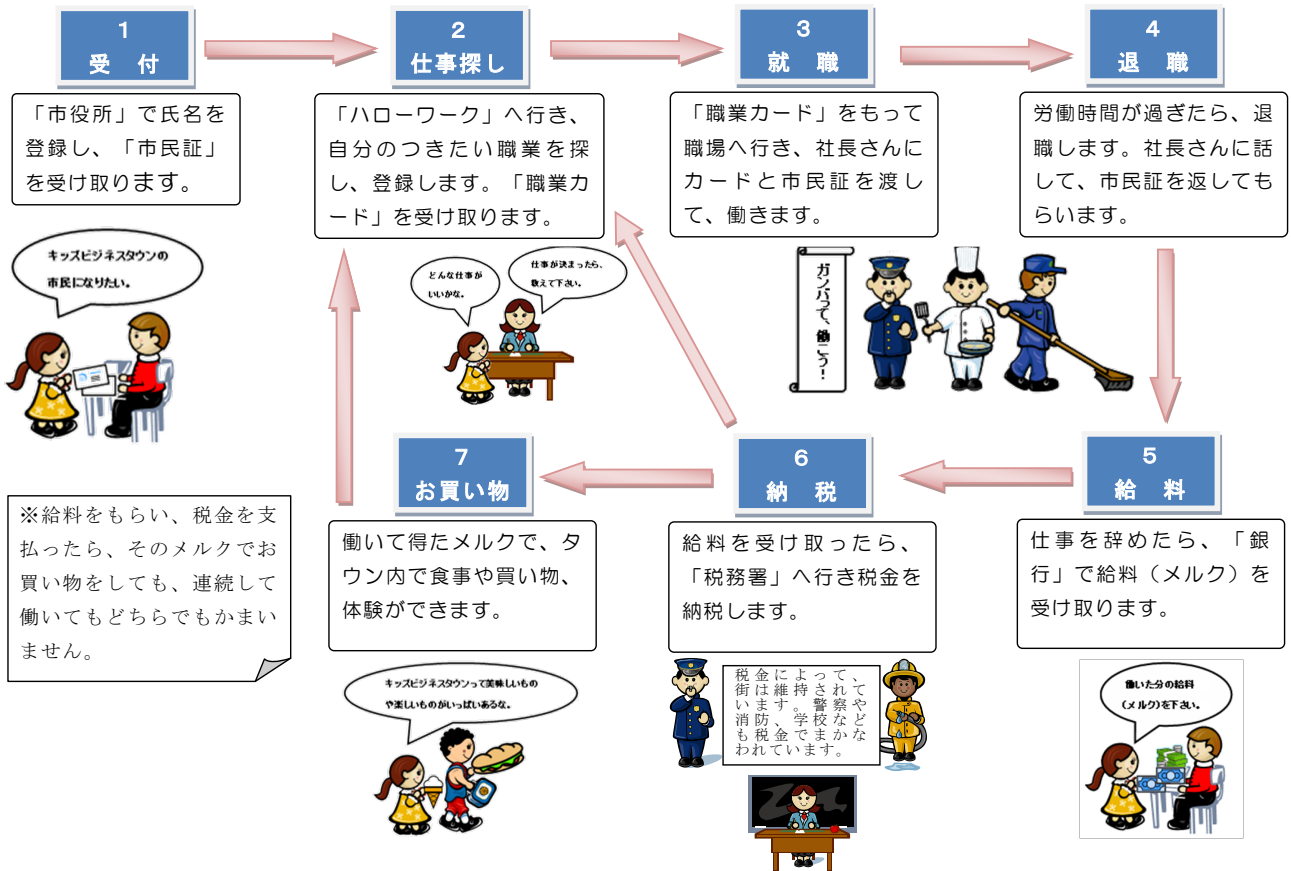 1
受　付
「市役所」で氏名を
登録し、「市民証」
を受け取ります。
キッズビジネスタウンの
市民になりたい。
2
仕事探し
「ハローワーク」へ行き、
自分のつきたい職業を探
し、登録します。「職業カ
ード」を受け取ります。
どんな仕事が
いいかな。
仕事が決まったら、
教えて下さい。
3
就　職
「職業カード」をもって
職場へ行き、社長さんに
カードと市民証を渡し
て、働きます。
ガンバって、働こう！
4
退　職
労働時間が過ぎたら、退
職します。社長さんに話
して、市民証を返しても
らいます。
5
給　料
仕事を辞めたら、「銀
行」で給料（メルク）を
受け取ります。
働いた分の給料
(メルク)を下さい。
6
納　税
給料を受け取ったら、
「税務署」へ行き税金を
納税します。
税金によって、
街は維持されて
います。警察や
消防、学校など
も税金でまかな
われています。
7
お買い物
働いて得たメルクで、タ
ウン内で食事や買い物、
体験ができます。
キッズビジネスタウンって美味しいもの
や楽しいものがいっぱいあるな。
※給料をもらい、税金を支
払ったら、そのメルクでお
買い物をしても、連続して
働いてもどちらでもかまい
ません。